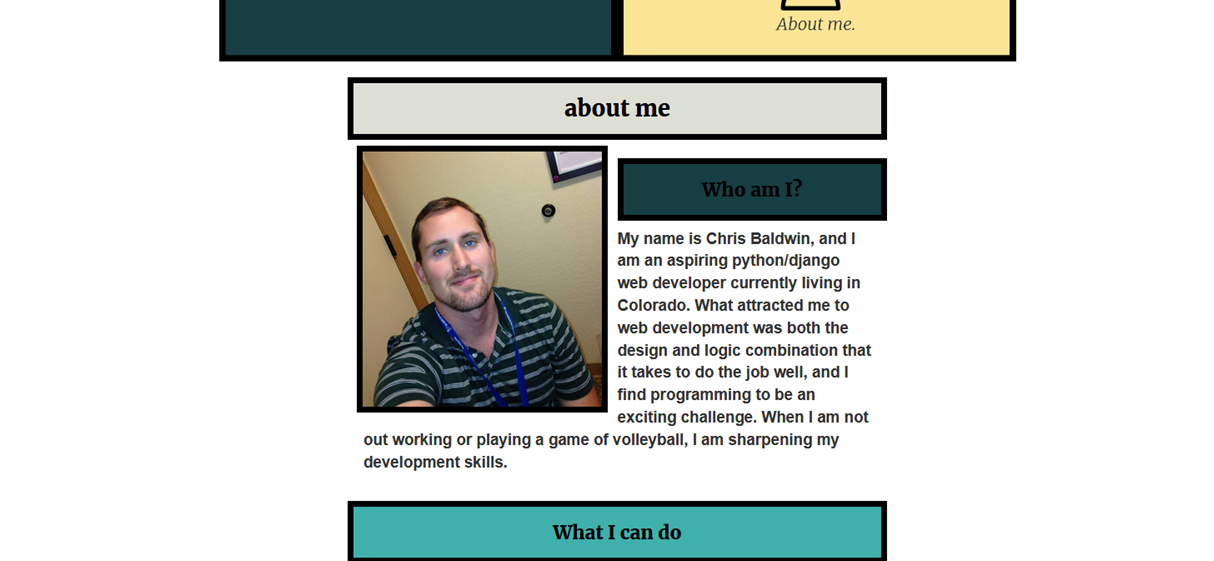 About me.
about me
Who am I?
My name is Chris Baldwin, and I
am an aspiring python/django
web developer currently living in
Colorado. What attracted me to
web development was both the
design and logic combination that
it takes to do the job well, and I
find programming to be an
exciting challenge. When I am not
out working or playing a game of volleyball, I am sharpening my
development skills.
What I can do